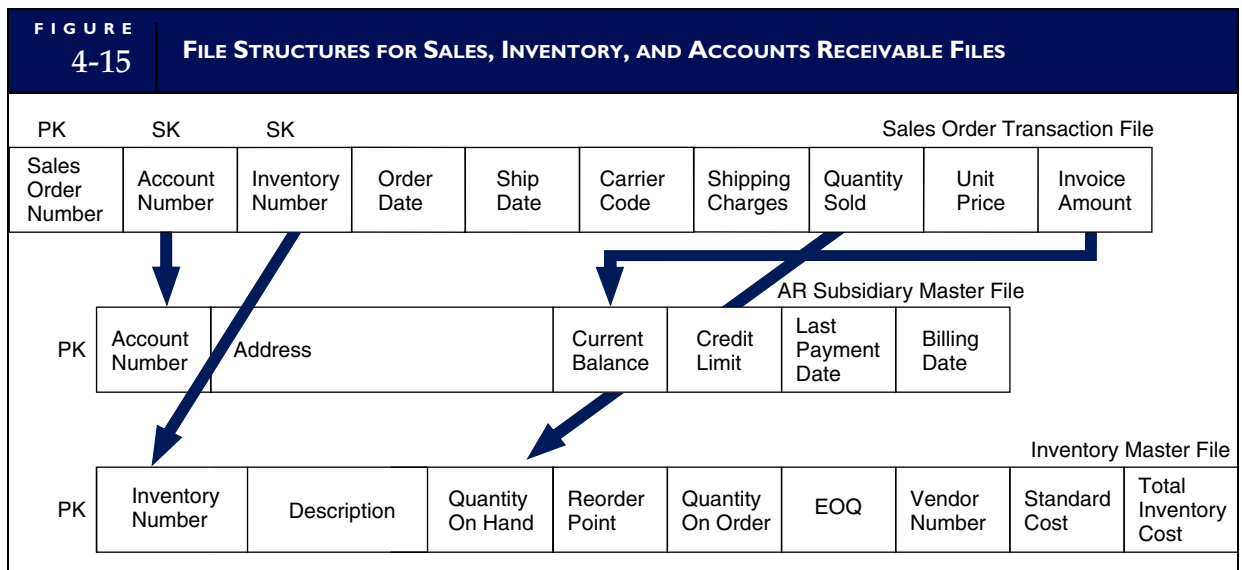 FIGURE
4-15
FILE STRUCTURES FOR SALES, INVENTORY, AND ACCOUNTS RECEIVABLE FILES
PK SK SK Sales Order Transaction File
Sales Order Number
Account Number
Inventory Number
Order Date
Ship Date
Carrier Code
Shipping Charges
Quantity Sold
Unit Price
Invoice Amount
AR Subsidiary Master File
PK
Account Number
Address
Current Balance
Credit Limit
Last Payment Date
Billing Date
Inventory Master File
PK
Inventory Number
Description
Quantity On Hand
Reorder Point
Quantity On Order
EOQ
Vendor Number
Standard Cost
Total Inventory Cost